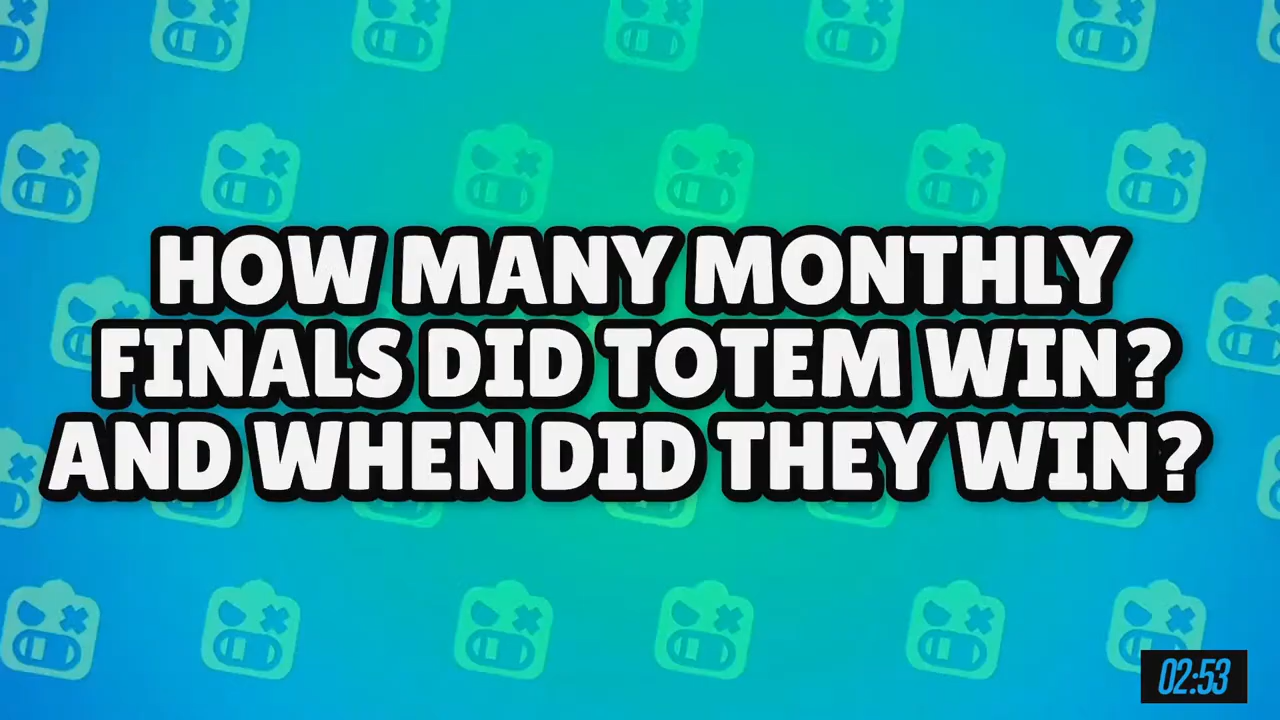 HOW MANY MONTHLY
FINALS DID TOTEM WIN?
AND WHEN DID THEY WIN?
02:53